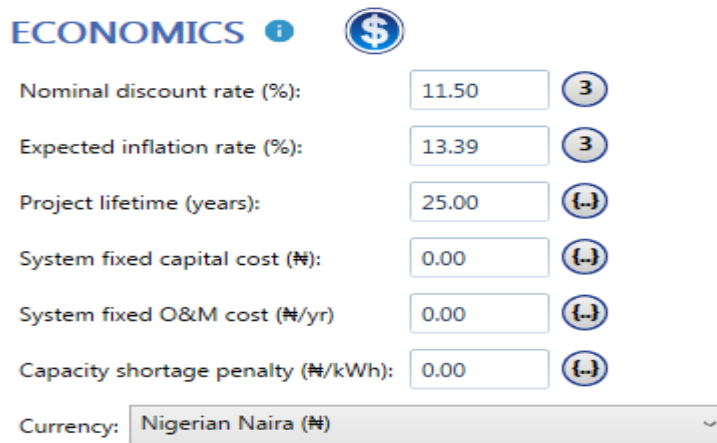 ECONOMICS i $
Nominal discount rate (%): 11.50 3
Expected inflation rate (%): 13.39 3
Project lifetime (years): 25.00 {..}
System fixed capital cost (₦): 0.00 {..}
System fixed O&M cost (₦/yr) 0.00 {..}
Capacity shortage penalty (₦/kWh): 0.00 {..}
Currency: Nigerian Naira (₦)